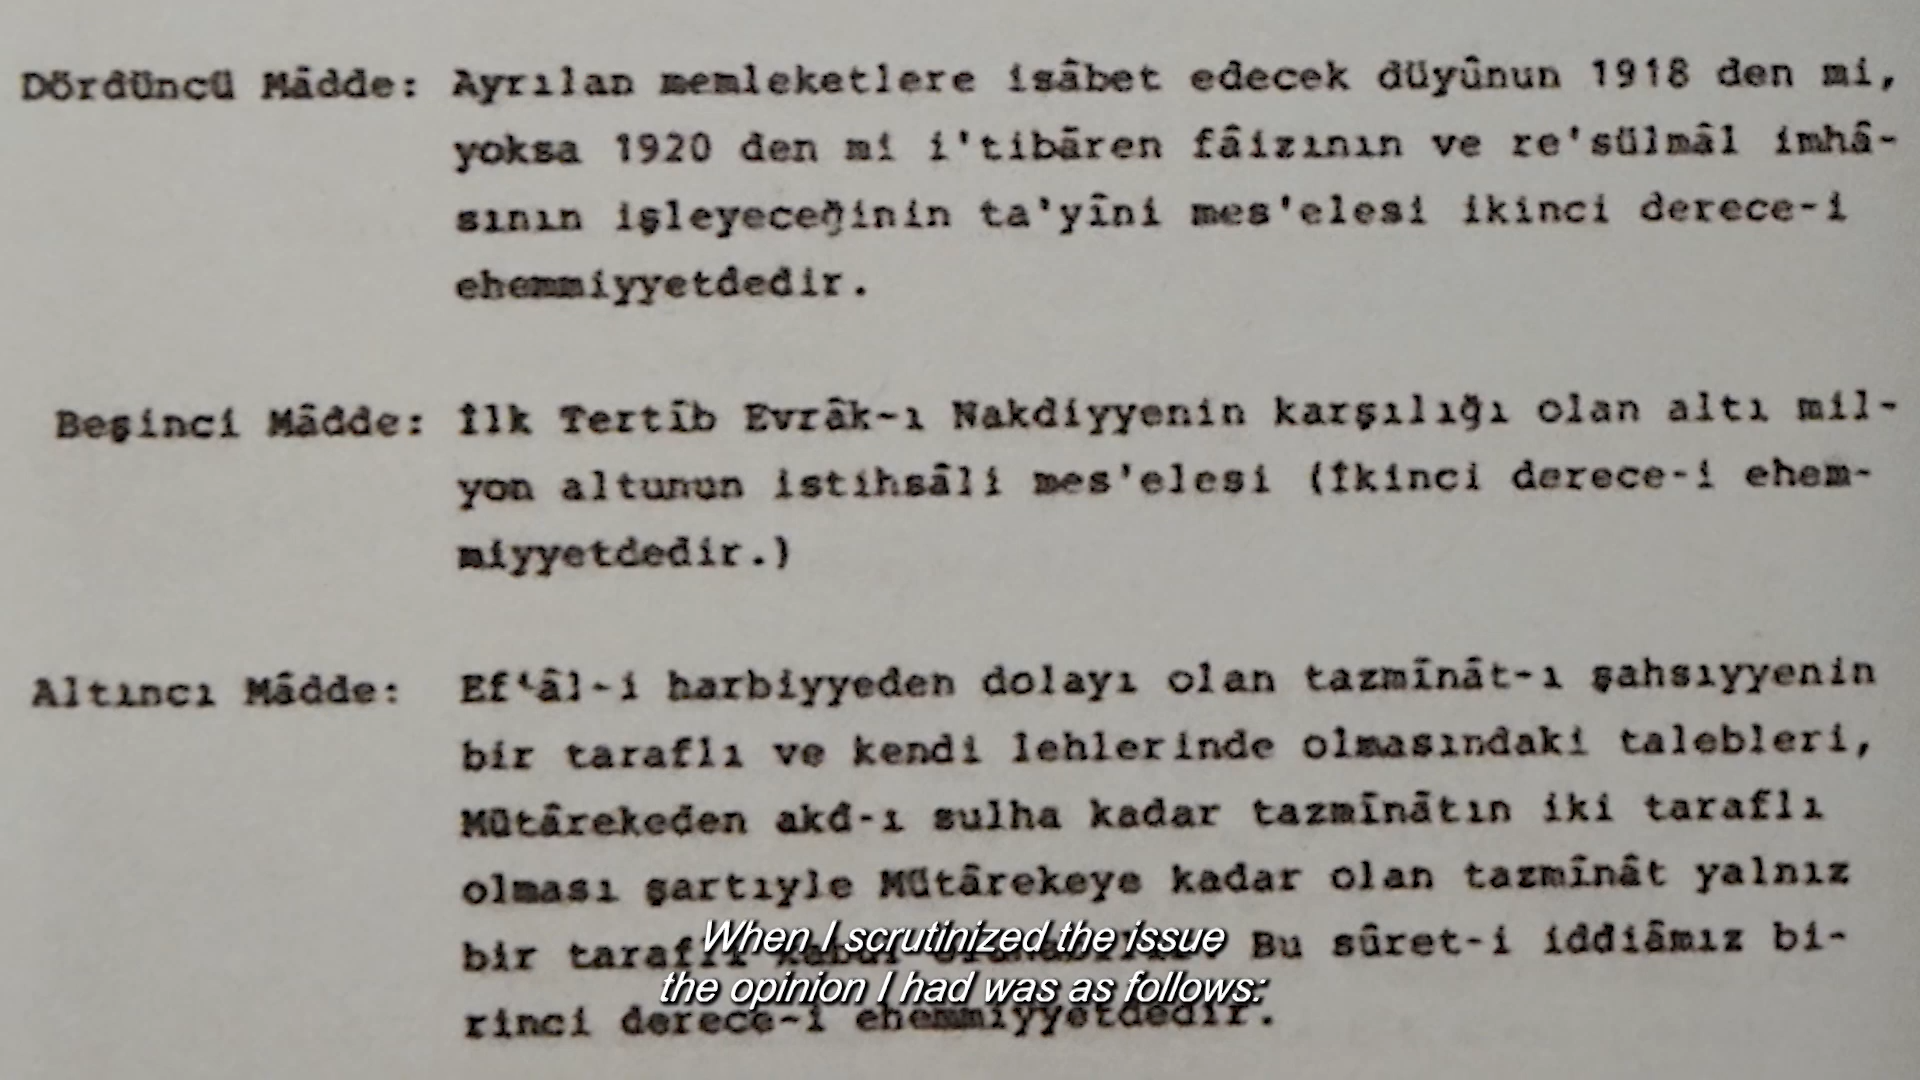 Dördüncü Mâdde: Ayrılan memleketlere isâbet edecek düyûnun 1918 den mi,
yoksa 1920 den mi i'tibâren fâizının ve re'sülmâl imhâ-
sının işleyeceğinin ta'yîni mes'elesi ikinci derece-i
ehemmiyyetdedir.
Beşinci Mâdde: İlk Tertîb Evrâk-ı Nakdiyyenin karşılığı olan altı mil-
yon altunun istihsâli mes'elesi (İkinci derece-i ehem-
miyyetdedir.)
Altıncı Mâdde: Ef‘âl-i harbiyyeden dolayı olan tazmînât-ı şahsıyyenin
bir taraflı ve kendi lehlerinde olmasındaki talebleri,
Mütârekeden akd-ı sulha kadar tazmînâtın iki taraflı
olması şartıyle Mütârekeye kadar olan tazmînât yalnız
bir taraflı Bu sûret-i iddiâmız bi-
rinci derece-i ehemmiyyetdedir.
When I scrutinized the issue
the opinion I had was as follows: